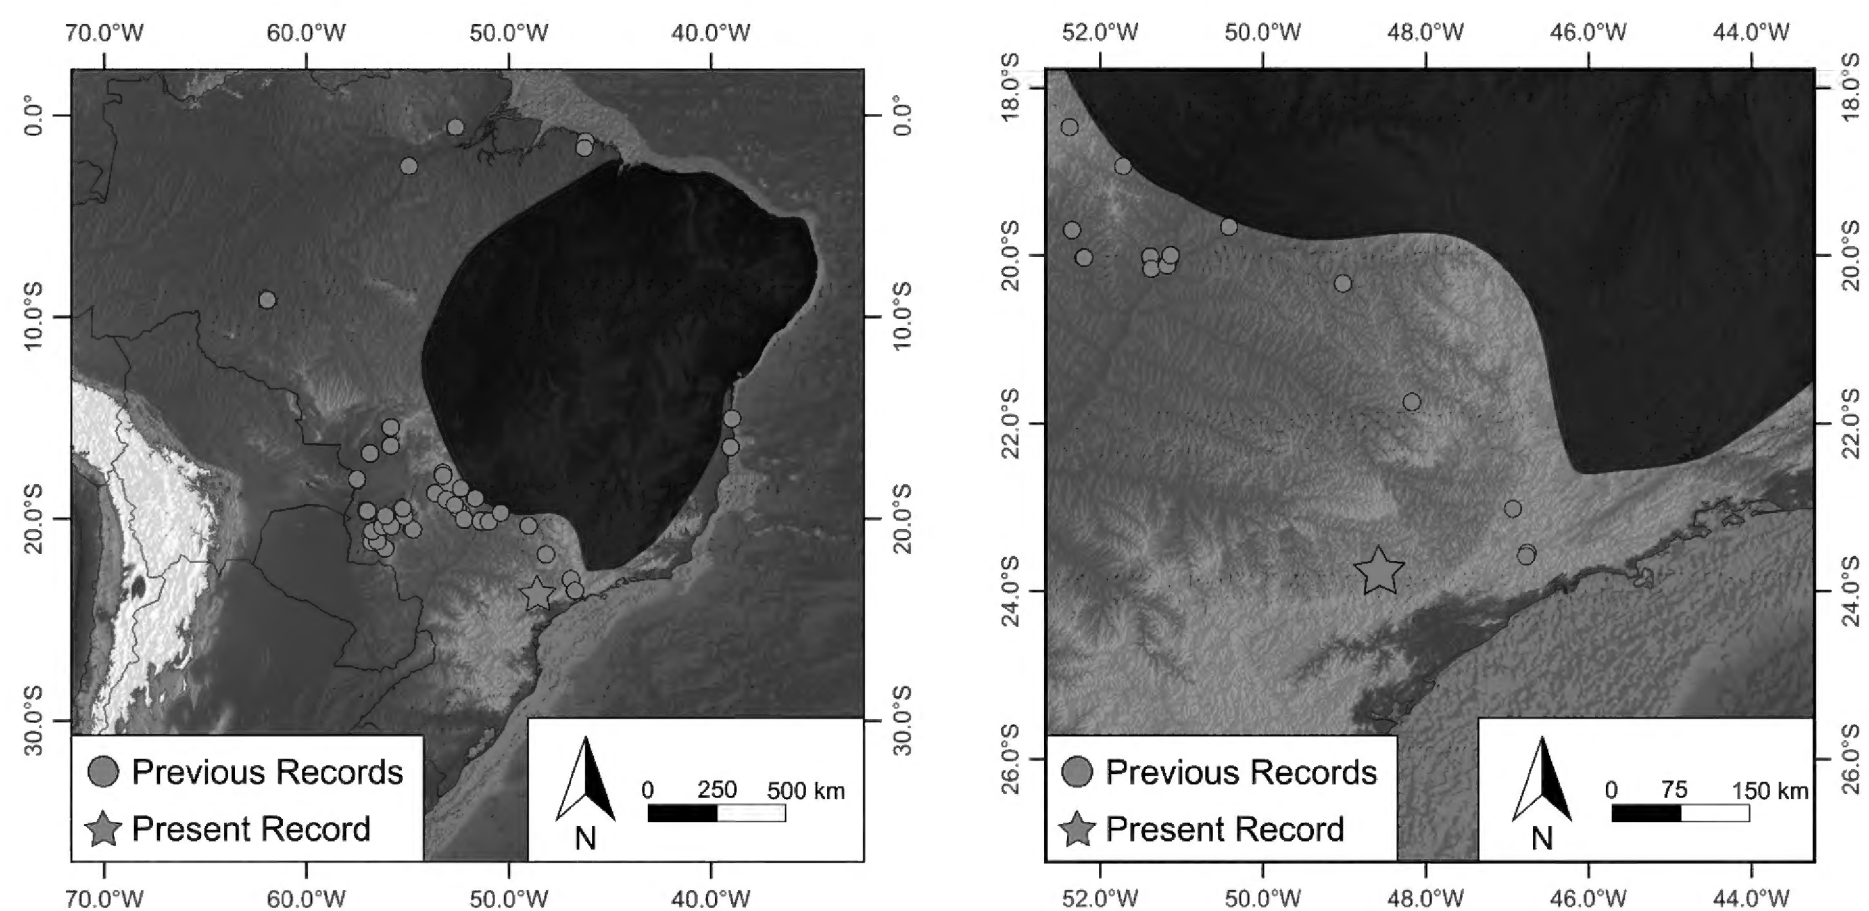 70.0°W 60.0°W 50.0°W 40.0°W
0.0° 0.0°
10.0°S 10.0°S
20.0°S 20.0°S
30.0°S 30.0°S
Previous Records
Present Record
0 250 500 km
N
70.0°W 60.0°W 50.0°W 40.0°W
52.0°W 50.0°W 48.0°W 46.0°W 44.0°W
18.0°S 18.0°S
20.0°S 20.0°S
22.0°S 22.0°S
24.0°S 24.0°S
26.0°S 26.0°S
Previous Records
Present Record
0 75 150 km
N
52.0°W 50.0°W 48.0°W 46.0°W 44.0°W